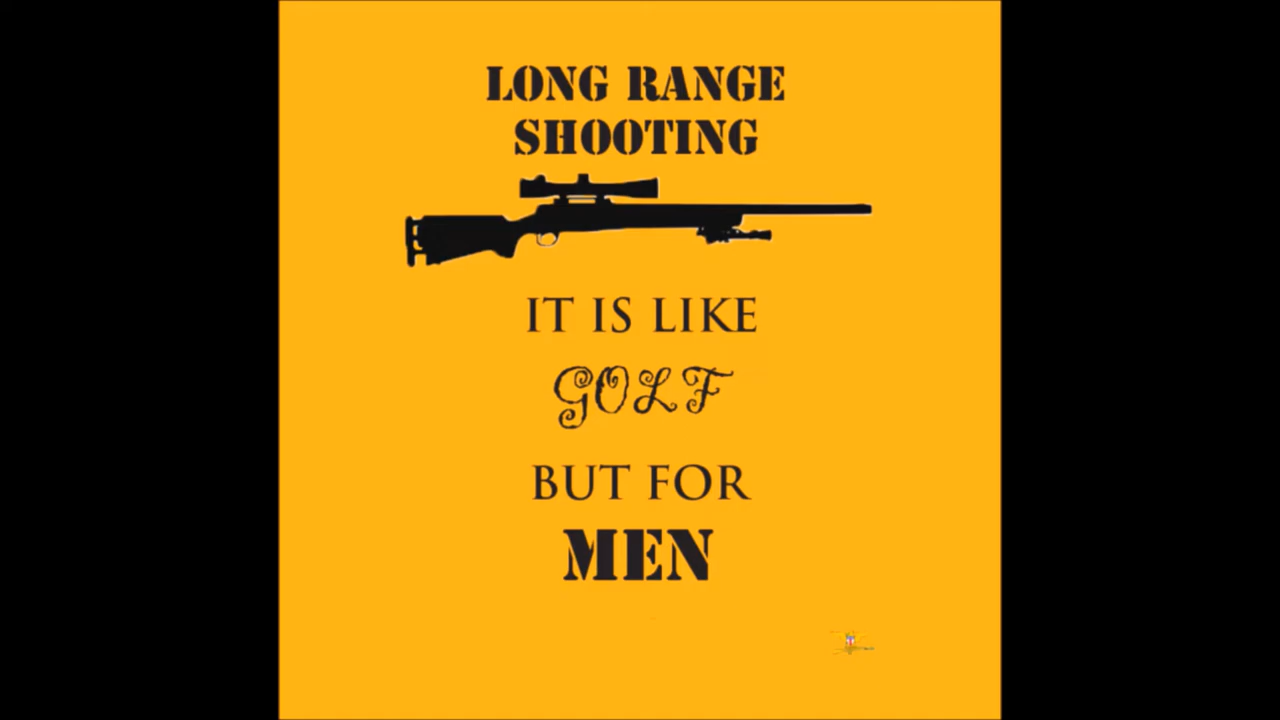 LONG RANGE
SHOOTING
IT IS LIKE
GOLF
BUT FOR
MEN